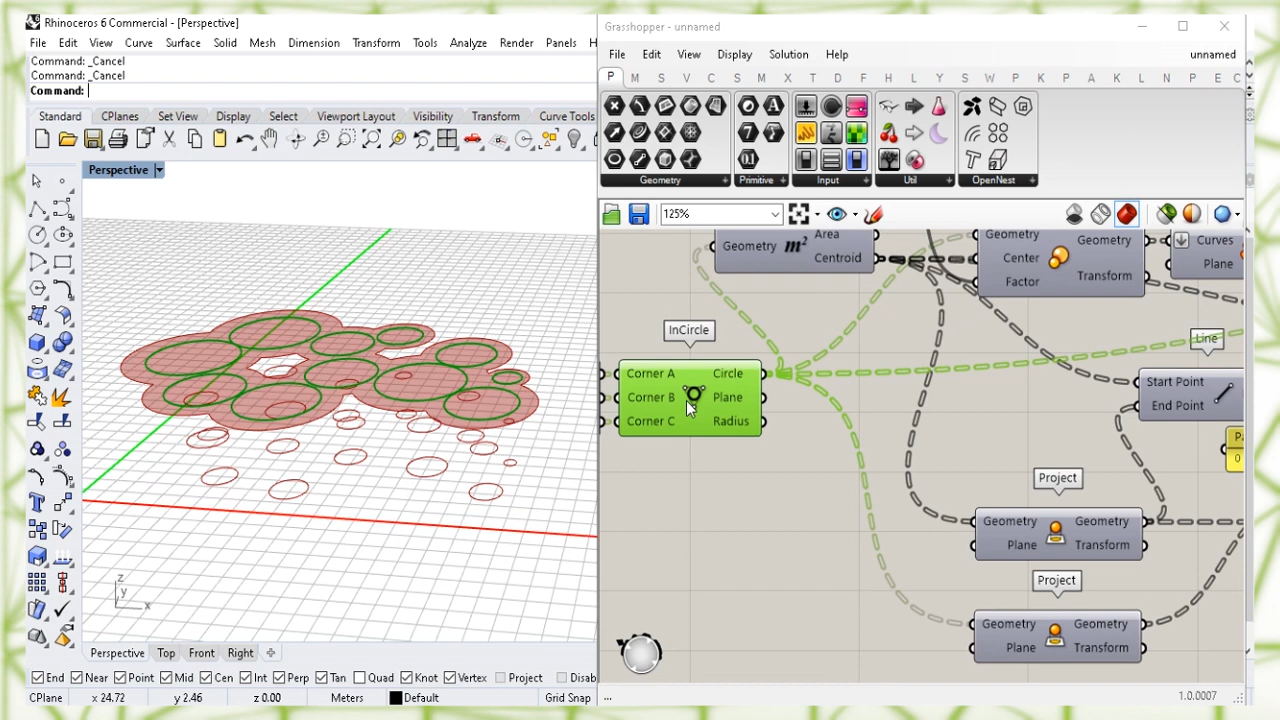 Rhinoceros 6 Commercial - [Perspective]
File Edit View Curve Surface Solid Mesh Dimension Transform Tools Analyze Render Panels H
Command: _Cancel
Command: _Cancel
Command:
Standard CPlanes Set View Display Select Viewport Layout Visibility Transform Curve Tools
Perspective
z
y
x
Perspective Top Front Right
End Near Point Mid Cen Int Perp Tan Quad Knot Vertex Project Disab
CPlane x 24.72 y 2.46 z 0.00 Meters Default Grid Snap
Grasshopper - unnamed
File Edit View Display Solution Help unnamed
P M S V C S M I X T D F H L Y S O W P K P A K L N P E C
Geometry Primitive Input Util OpenNest
125%
Geometry m² Area
Centroid
Geometry Geometry
Center
Factor Transform
Curves
Plane
InCircle
Corner A Circle
Corner B Plane
Corner C Radius
Line
Start Point
End Point
0
Project
Geometry Geometry
Plane Transform
Project
Geometry Geometry
Plane Transform
... 1.0.0007